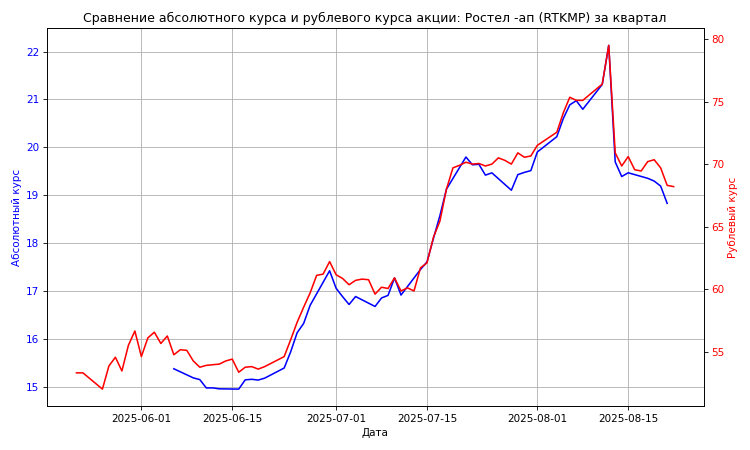 Сравнение абсолютного курса и рублевого курса акции: Ростел -ап (RTKMP) за квартал
Абсолютный курс
22
21
20
19
18
17
16
15
80
75
70
65
60
55
Рублевый курс
2025-06-01 2025-06-15 2025-07-01 2025-07-15 2025-08-01 2025-08-15
Дата